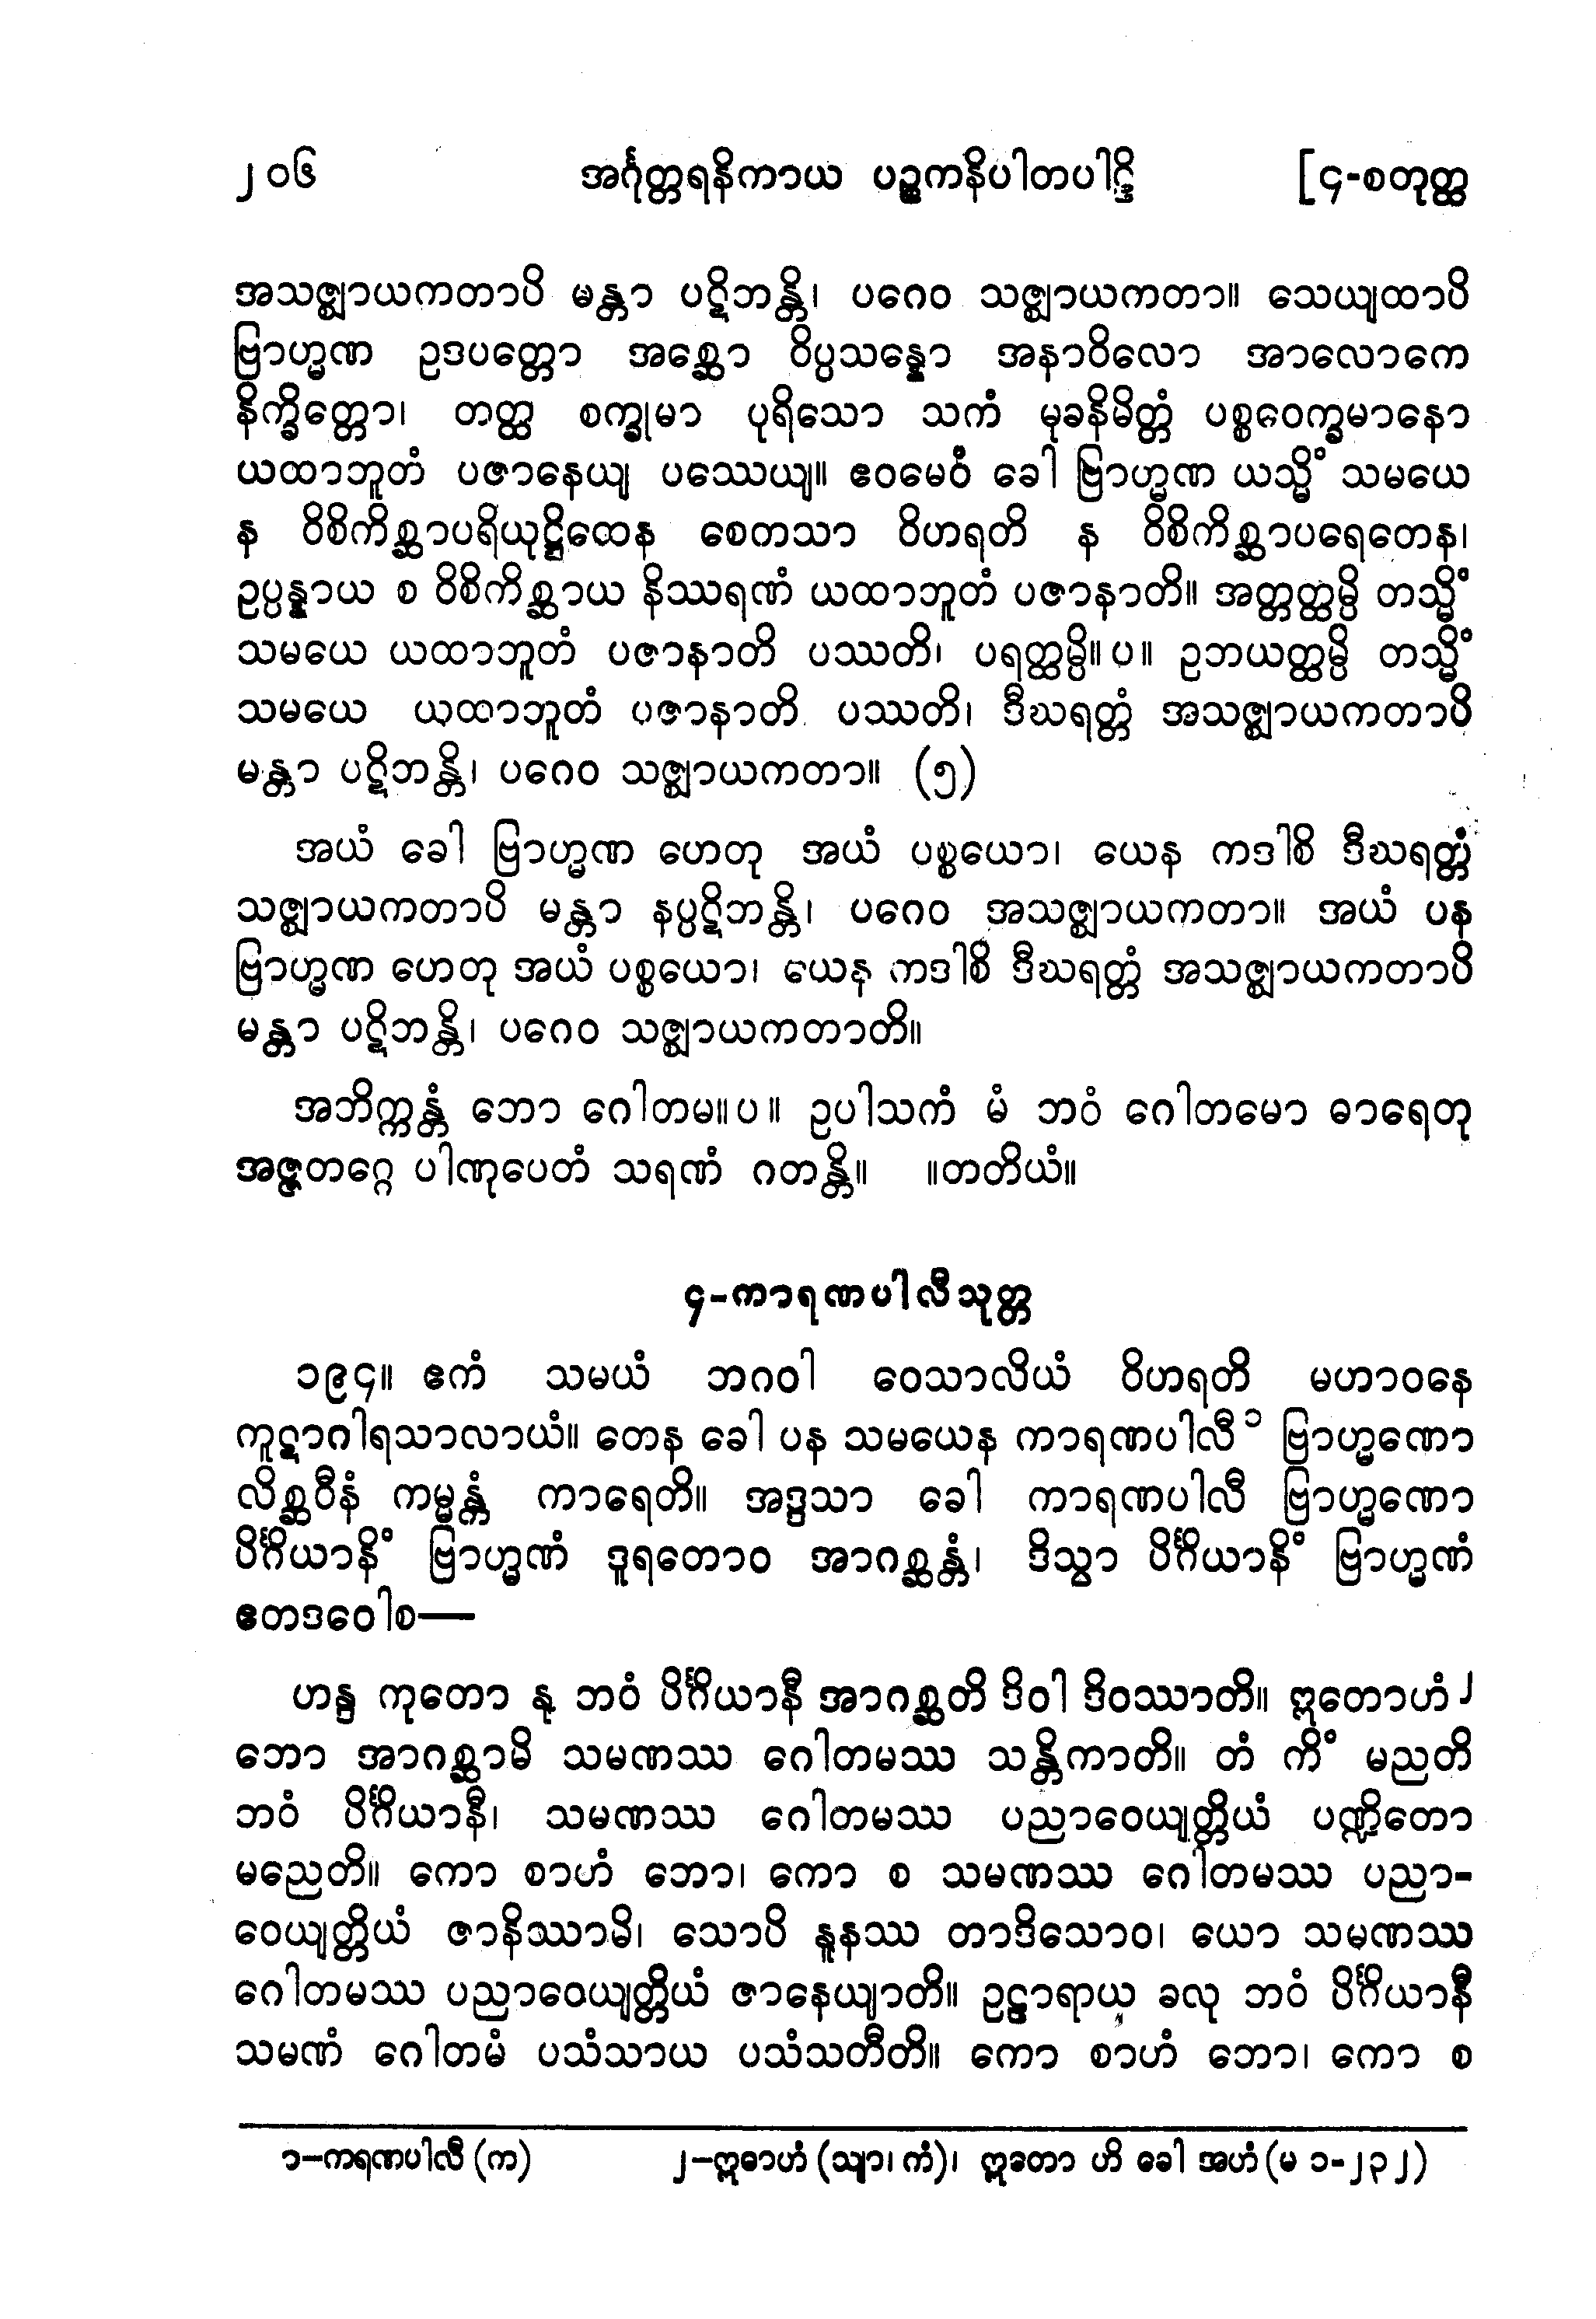 ၂၀၆ အင်္ဂုတ္တရနိကာယ ပဉ္စကနိပါတပါဠိ [၄-စတုတ္ထ
အသဇ္ဈာယကတာပိ မန္တာ ပဋိဘန္တိ၊ ပဂေဝ သဇ္ဈာယကတာ။ သေယျထာပိ
ဗြာဟ္မဏ ဥဒပတ္တော အစ္ဆော ဝိပ္ပသန္နော အနာဝိလော အာလောကေ
နိက္ခိတ္တော၊ တတ္ထ စက္ခုမာ ပုရိသော သကံ မုခနိမိတ္တံ ပစ္စဝေက္ခမာနော
ယထာဘူတံ ပဇာနေယျ ပဿေယျ။ ဧဝမေဝံ ခေါ ဗြာဟ္မဏ ယသ္မိံ သမယေ
န ဝိစိကိစ္ဆာပရိယုဋ္ဌိတေန စေတသာ ဝိဟရတိ န ဝိစိကိစ္ဆာပရေတေန၊
ဥပ္ပန္နာယ စ ဝိစိကိစ္ဆာယ နိဿရဏံ ယထာဘူတံ ပဇာနာတိ။ အတ္တတ္ထမ္ပိ တသ္မိံ
သမယေ ယထာဘူတံ ပဇာနာတိ ပဿတိ၊ ပရတ္ထမ္ပိ။ပ။ ဥဘယတ္ထမ္ပိ တသ္မိံ
သမယေ ယထာဘူတံ ပဇာနာတိ ပဿတိ၊ ဒီဃရတ္တံ အသဇ္ဈာယကတာပိ
မန္တာ ပဋိဘန္တိ၊ ပဂေဝ သဇ္ဈာယကတာ။ (၅)
အယံ ခေါ ဗြာဟ္မဏ ဟေတု အယံ ပစ္စယော၊ ယေန ကဒါစိ ဒီဃရတ္တံ
သဇ္ဈာယကတာပိ မန္တာ နပ္ပဋိဘန္တိ၊ ပဂေဝ အသဇ္ဈာယကတာ။ အယံ ပန
ဗြာဟ္မဏ ဟေတု အယံ ပစ္စယော၊ ယေန ကဒါစိ ဒီဃရတ္တံ အသဇ္ဈာယကတာပိ
မန္တာ ပဋိဘန္တိ၊ ပဂေဝ သဇ္ဈာယကတာတိ။
အဘိက္ကန္တံ ဘော ဂေါတမ။ပ။ ဥပါသကံ မံ ဘဝံ ဂေါတမော ဓာရေတု
အဇ္ဇတဂ္ဂေ ပါဏုပေတံ သရဏံ ဂတန္တိ။ ။တတိယံ။
၄-ကာရဏပါလီသုတ္တ
၁၉၄။ ဧကံ သမယံ ဘဂဝါ ဝေသာလိယံ ဝိဟရတိ မဟာဝနေ
ကူဋာဂါရသာလာယံ။ တေန ခေါ ပန သမယေန ကာရဏပါလီ၁ ဗြာဟ္မဏော
လိစ္ဆဝီနံ ကမ္မန္တံ ကာရေတိ။ အဒ္ဒသာ ခေါ ကာရဏပါလီ ဗြာဟ္မဏော
ပိင်္ဂိယာနိံ ဗြာဟ္မဏံ ဒူရတောဝ အာဂစ္ဆန္တံ၊ ဒိသွာ ပိင်္ဂိယာနိံ ဗြာဟ္မဏံ
ဧတဒဝေါစ—
ဟန္ဒ ကုတော နု ဘဝံ ပိင်္ဂိယာနီ အာဂစ္ဆတိ ဒိဝါ ဒိဝဿာတိ။ ဣတောဟံ၂
ဘော အာဂစ္ဆာမိ သမဏဿ ဂေါတမဿ သန္တိကာတိ။ တံ ကိံ မညတိ
ဘဝံ ပိင်္ဂိယာနီ၊ သမဏဿ ဂေါတမဿ ပညာဝေယျတ္တိယံ ပဏ္ဍိတော
မညေတိ။ ကော စာဟံ ဘော၊ ကော စ သမဏဿ ဂေါတမဿ ပညာ-
ဝေယျတ္တိယံ ဇာနိဿာမိ၊ သောပိ နူနဿ တာဒိသောဝ၊ ယော သမဏဿ
ဂေါတမဿ ပညာဝေယျတ္တိယံ ဇာနေယျာတိ။ ဥဠာရာယ ခလု ဘဝံ ပိင်္ဂိယာနီ
သမဏံ ဂေါတမံ ပသံသာယ ပသံသတီတိ။ ကော စာဟံ ဘော၊ ကော စ
၁–ကရဏပါလီ (က) ၂–ဣဓာဟံ (သျာ၊ ကံ)၊ ဣတော ဟိ ခေါ အဟံ (မ ၁-၂၃၂)